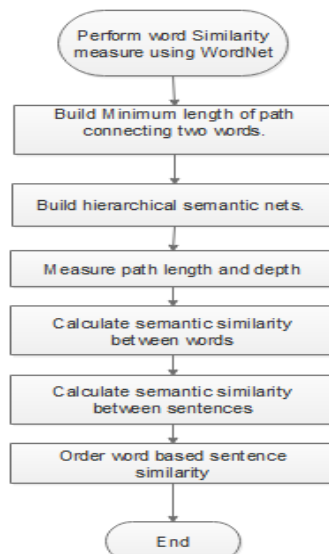 Perform word Similarity
measure using WordNet
Build Minimum length of path
connecting two words.
Build hierarchical semantic nets.
Measure path length and depth
Calculate semantic similarity
between words
Calculate semantic similarity
between sentences
Order word based sentence
similarity
End